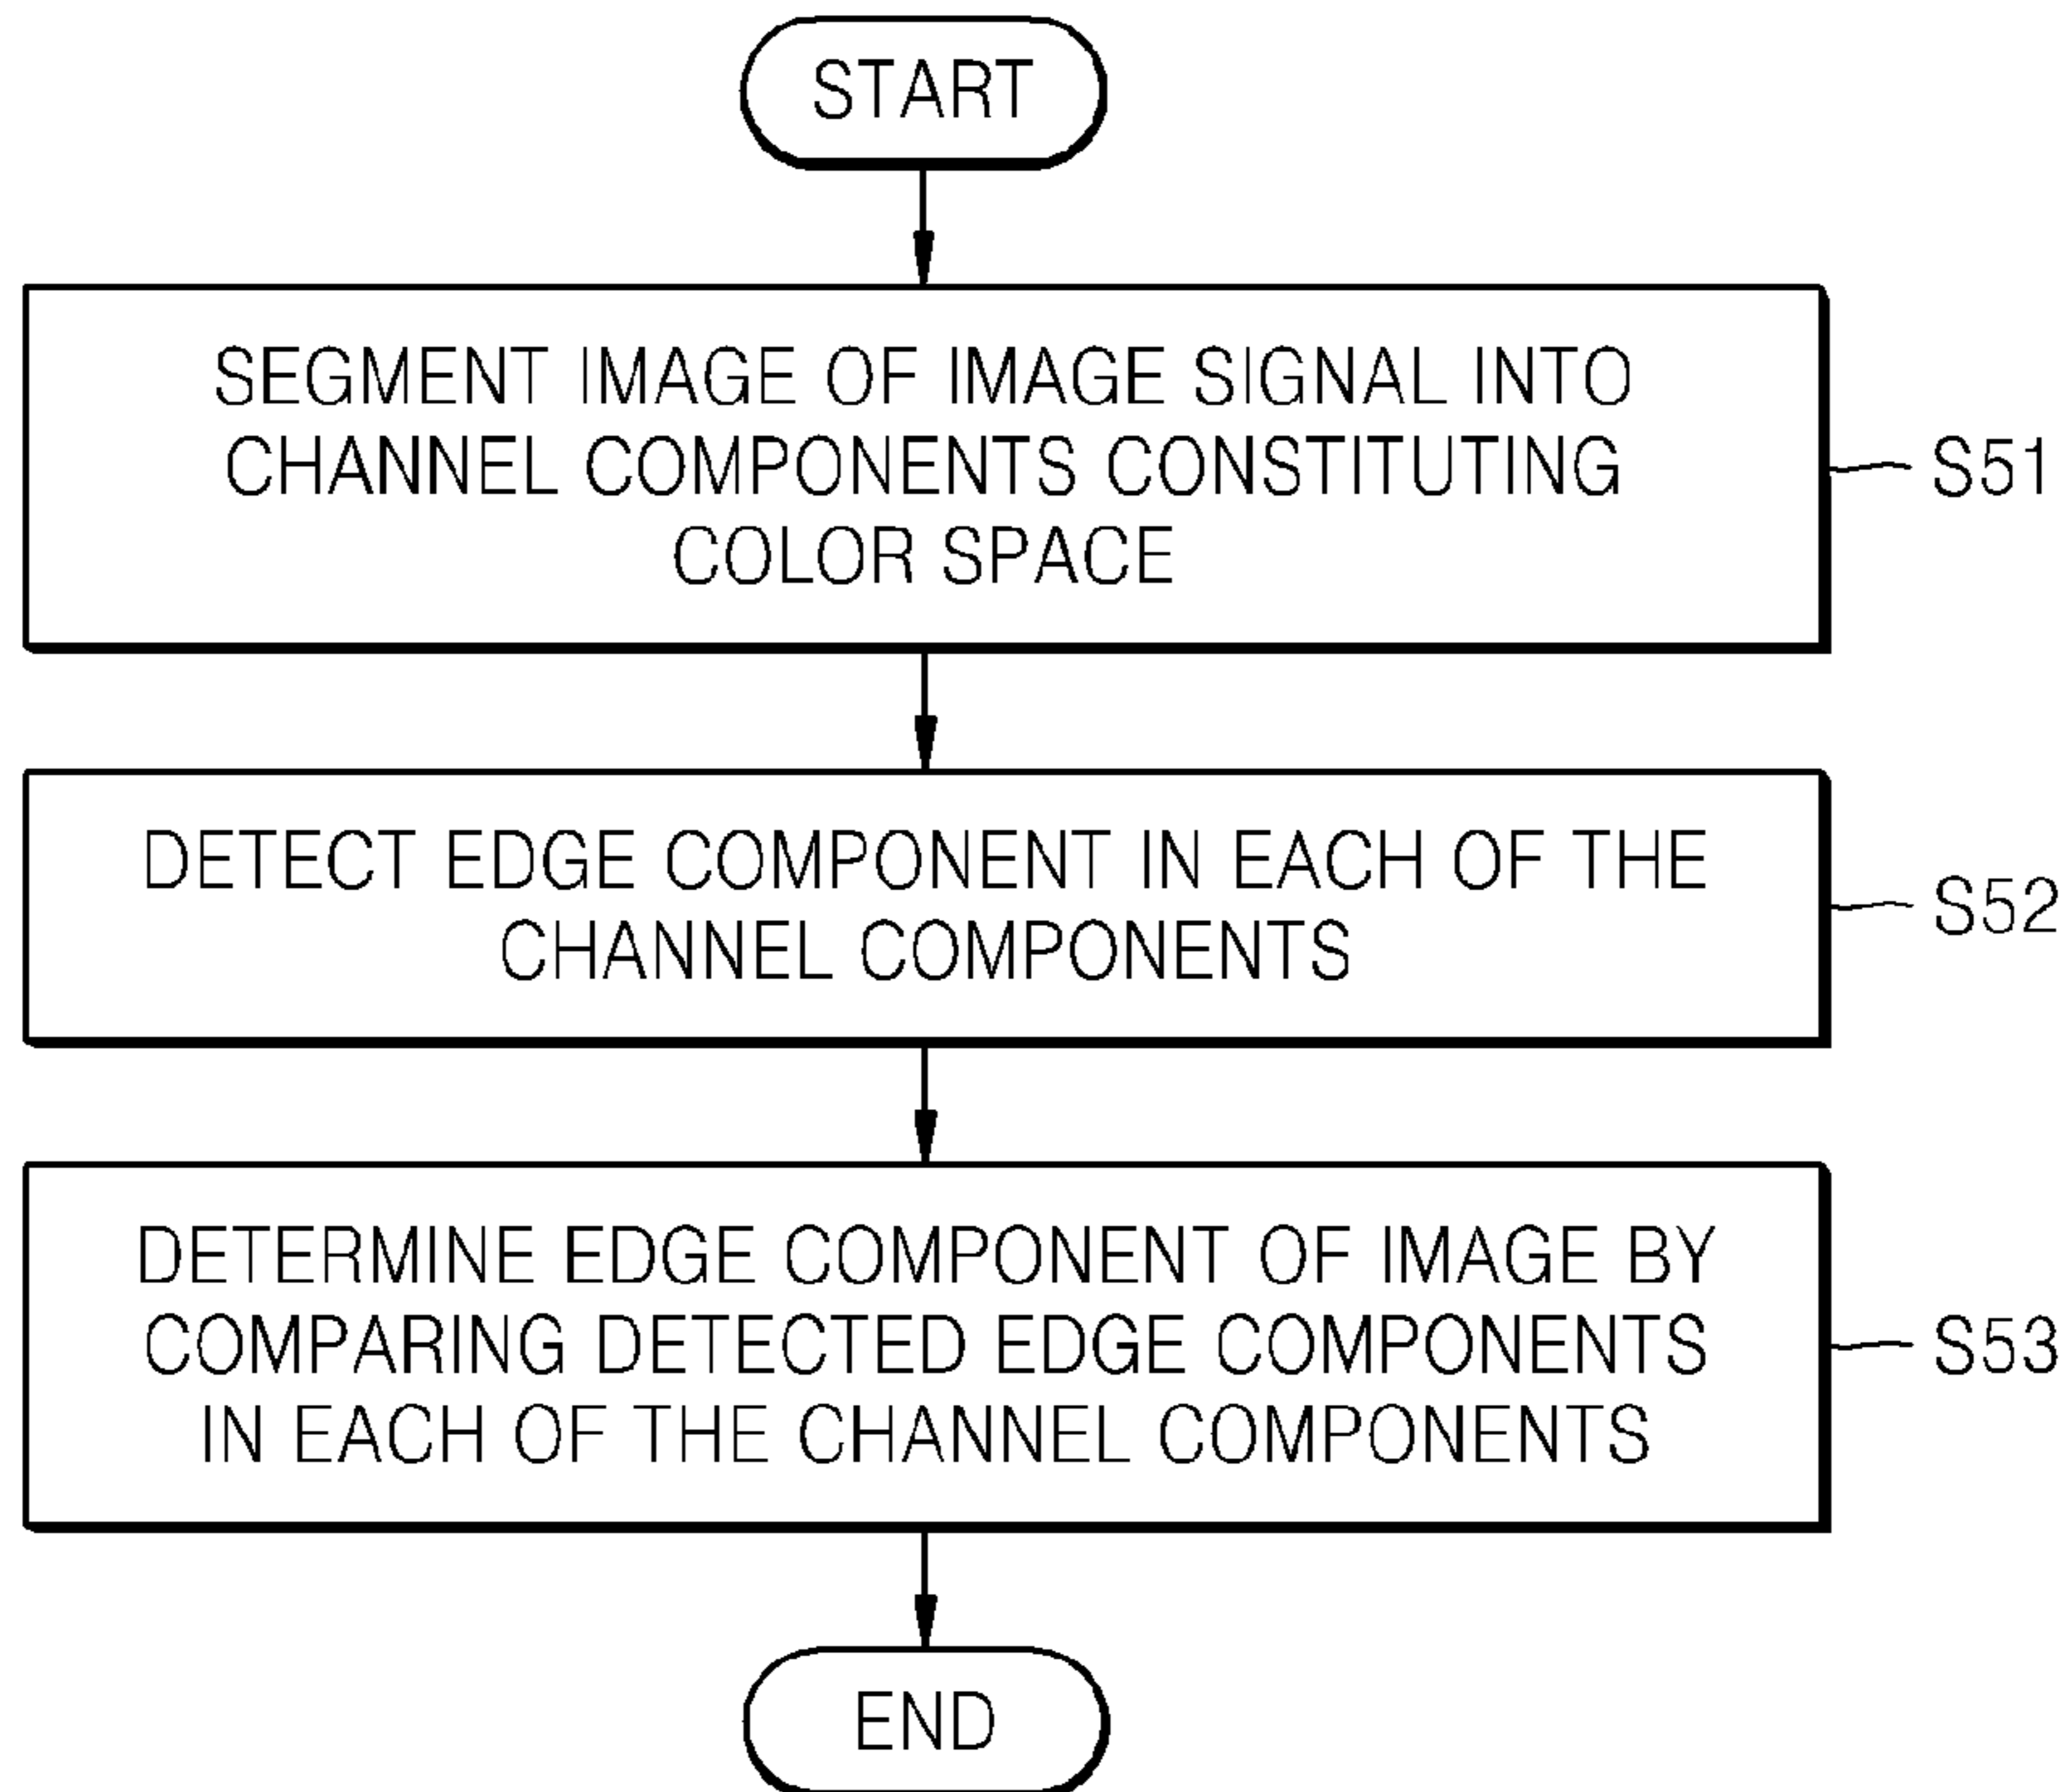 START
SEGMENT IMAGE OF IMAGE SIGNAL INTO
CHANNEL COMPONENTS CONSTITUTING
COLOR SPACE
S51
DETECT EDGE COMPONENT IN EACH OF THE
CHANNEL COMPONENTS
S52
DETERMINE EDGE COMPONENT OF IMAGE BY
COMPARING DETECTED EDGE COMPONENTS
IN EACH OF THE CHANNEL COMPONENTS
S53
END